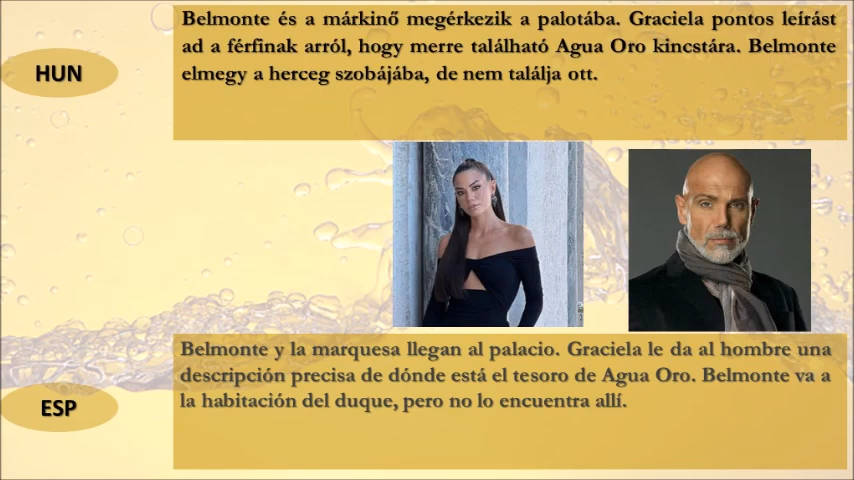 HUN
Belmonte és a márkinő megérkezik a palotába. Graciela pontos leírást
ad a férfinak arról, hogy merre található Agua Oro kincstára. Belmonte
elmegy a herceg szobájába, de nem találja ott.
ESP
Belmonte y la marquesa llegan al palacio. Graciela le da al hombre una
descripción precisa de dónde está el tesoro de Agua Oro. Belmonte va a
la habitación del duque, pero no lo encuentra allí.